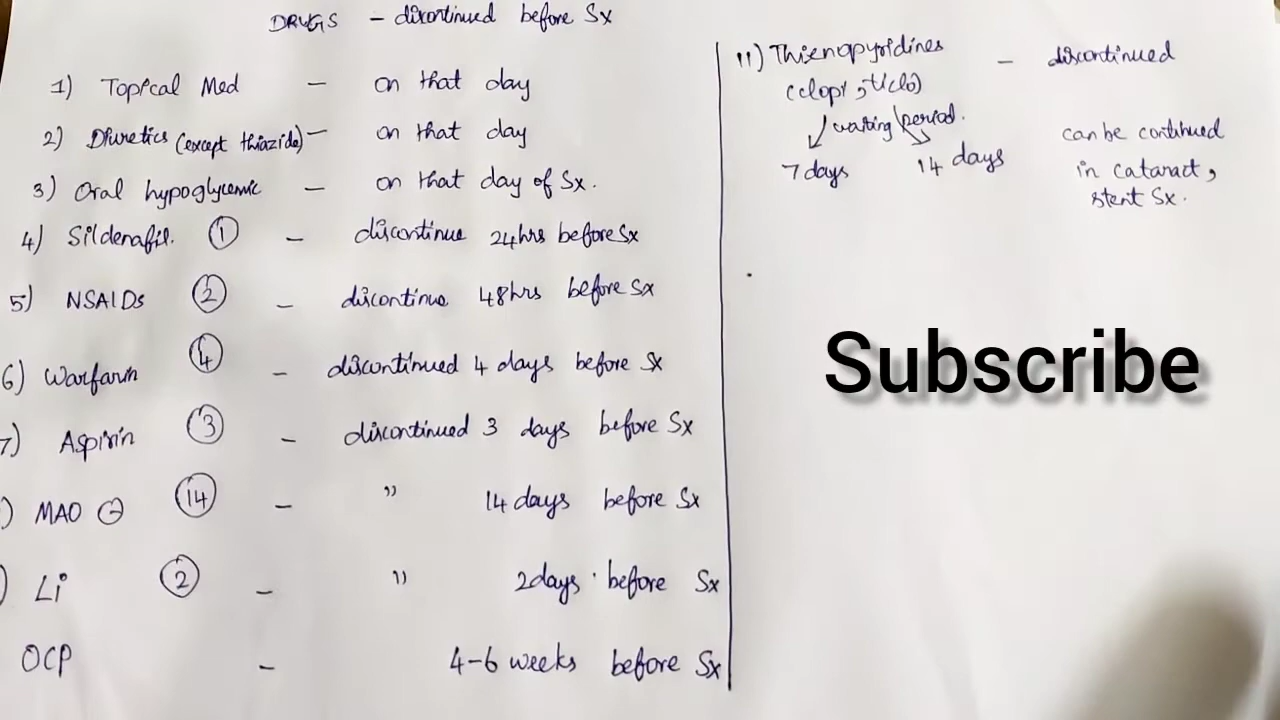 DRUGS - discontinued before Sx
1) Topical Med - on that day
2) Diuretics (except thiazide) - on that day
3) Oral hypoglycemic - on that day of Sx.
4) Sildenafil. 1 - discontinue 24hrs before Sx
5) NSAIDs 2 - discontinue 48hrs before Sx
6) Warfarin 4 - discontinued 4 days before Sx
7) Aspirin 3 - discontinued 3 days before Sx
) MAO ⊖ 14 - " 14 days before Sx
) Li 2 - " 2days. before Sx
OCP - 4-6 weeks before Sx
11) Thienopyridines - discontinued
(clopi, ticlo)
waiting period.
7 days 14 days
can be continued
in cataract,
stent Sx.
Subscribe